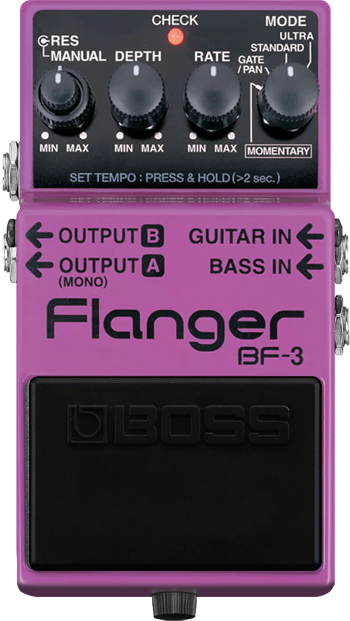 CHECK
MODE
RES
MANUAL
DEPTH
RATE
ULTRA
STANDARD
GATE
/PAN
MIN MAX
MIN MAX
MIN MAX
MOMENTARY
SET TEMPO : PRESS & HOLD (>2 sec.)
OUTPUT B
GUITAR IN
OUTPUT A
(MONO)
BASS IN
Flanger
BF-3
BOSS